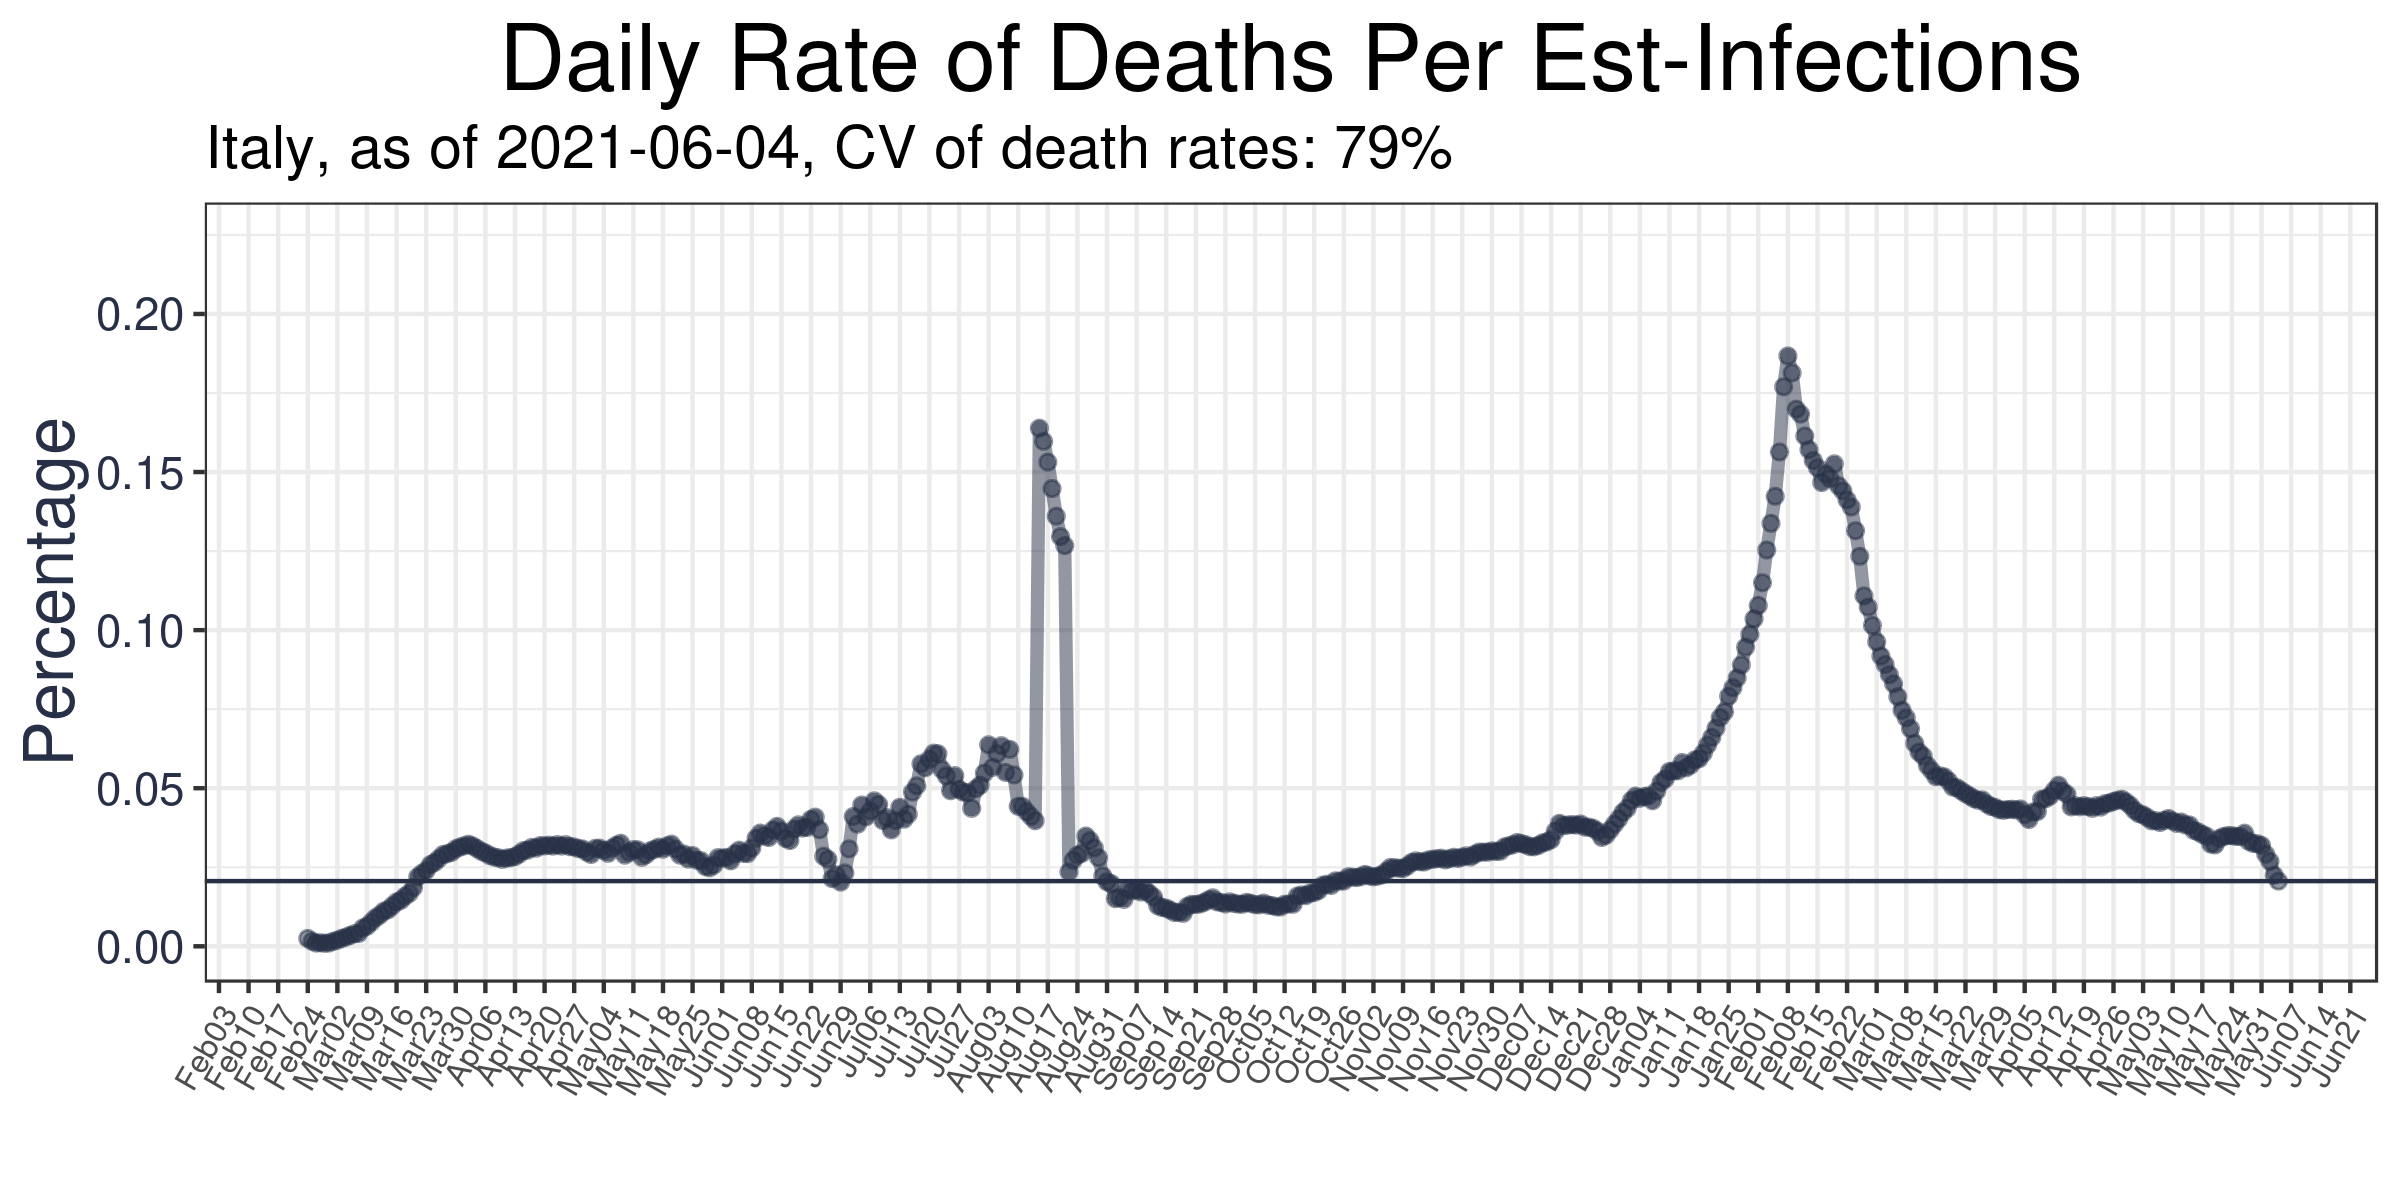 Daily Rate of Deaths Per Est-Infections
Italy, as of 2021-06-04, CV of death rates: 79%
Percentage
0.20
0.15
0.10
0.05
0.00
Feb03
Feb10
Feb17
Feb24
Mar02
Mar09
Mar16
Mar23
Mar30
Apr06
Apr13
Apr20
Apr27
May04
May11
May18
May25
Jun01
Jun08
Jun15
Jun22
Jun29
Jul06
Jul13
Jul20
Jul27
Aug03
Aug10
Aug17
Aug24
Aug31
Sep07
Sep14
Sep21
Sep28
Oct05
Oct12
Oct19
Oct26
Nov02
Nov09
Nov16
Nov23
Nov30
Dec07
Dec14
Dec21
Dec28
Jan04
Jan11
Jan18
Jan25
Feb01
Feb08
Feb15
Feb22
Mar01
Mar08
Mar15
Mar22
Mar29
Apr05
Apr12
Apr19
Apr26
May03
May10
May17
May24
May31
Jun07
Jun14
Jun21